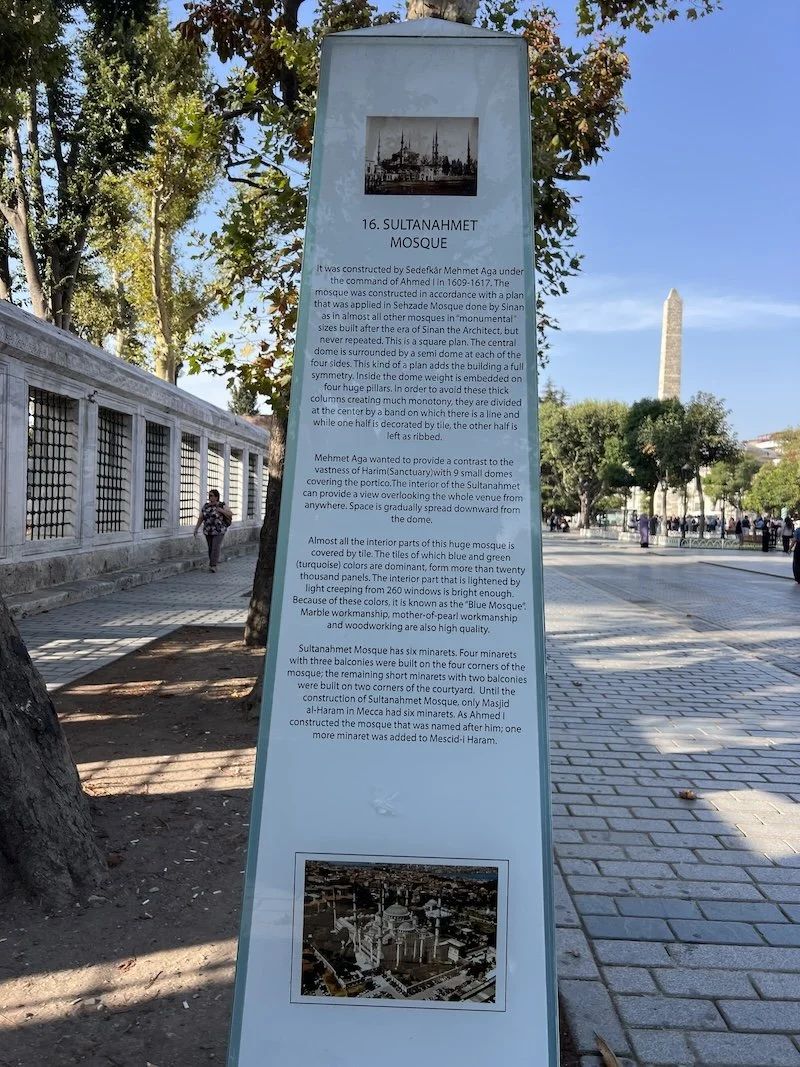 16. SULTANAHMET
MOSQUE
It was constructed by Sedefkâr Mehmet Aga under
the command of Ahmed I in 1609-1617. The
mosque was constructed in accordance with a plan
that was applied in Sehzade Mosque done by Sinan
as in almost all other mosques in "monumental"
sizes built after the era of Sinan the Architect, but
never repeated. This is a square plan. The central
dome is surrounded by a semi dome at each of the
four sides. This kind of plan adds the building a full
symmetry. Inside the dome weight is embedded on
four huge pillars. In order to avoid these thick
columns creating much monotony, they are divided
at the center by a band on which there is a line and
while one half is decorated by tile, the other half is
left as ribbed.
Mehmet Aga wanted to provide a contrast to the
vastness of Harim(Sanctuary)with 9 small domes
covering the portico.The interior of the Sultanahmet
can provide a view overlooking the whole venue from
anywhere. Space is gradually spread downward from
the dome.
Almost all the interior parts of this huge mosque is
covered by tile. The tiles of which blue and green
(turquoise) colors are dominant, form more than twenty
thousand panels. The interior part that is lightened by
light creeping from 260 windows is bright enough.
Because of these colors, it is known as the "Blue Mosque".
Marble workmanship, mother-of-pearl workmanship
and woodworking are also high quality.
Sultanahmet Mosque has six minarets. Four minarets
with three balconies were built on the four corners of the
mosque; the remaining short minarets with two balconies
were built on two corners of the courtyard. Until the
construction of Sultanahmet Mosque, only Masjid
al-Haram in Mecca had six minarets. As Ahmed I
constructed the mosque that was named after him; one
more minaret was added to Mescid-i Haram.